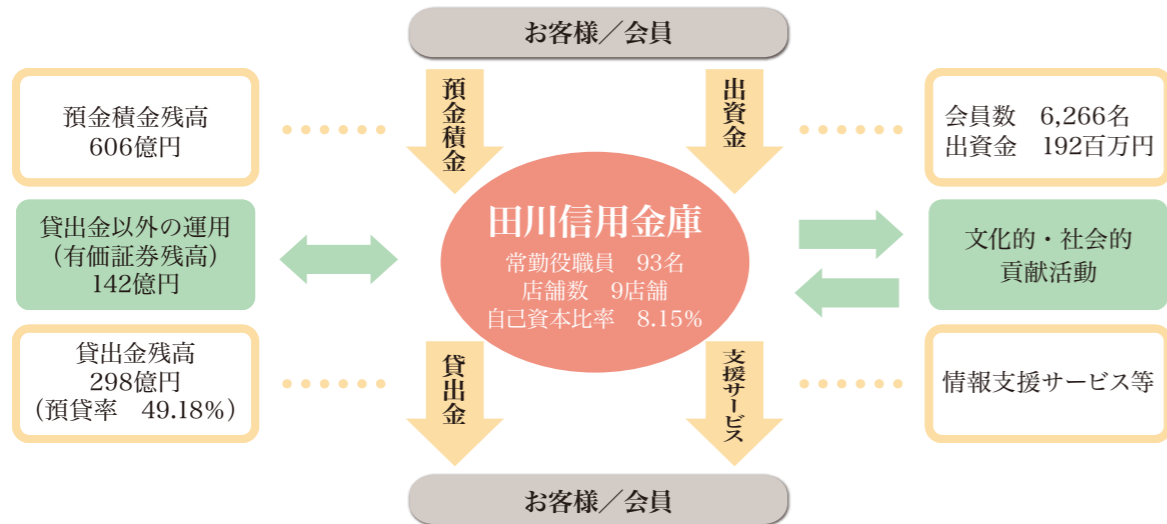 お客様／会員
預金積金
出資金
預金積金残高
606億円
会員数　6,266名
出資金　192百万円
田川信用金庫
常勤役職員　93名
店舗数　9店舗
自己資本比率　8.15%
貸出金以外の運用
（有価証券残高）
142億円
文化的・社会的
貢献活動
貸出金残高
298億円
（預貸率　49.18%）
貸出金
支援サービス
情報支援サービス等
お客様／会員